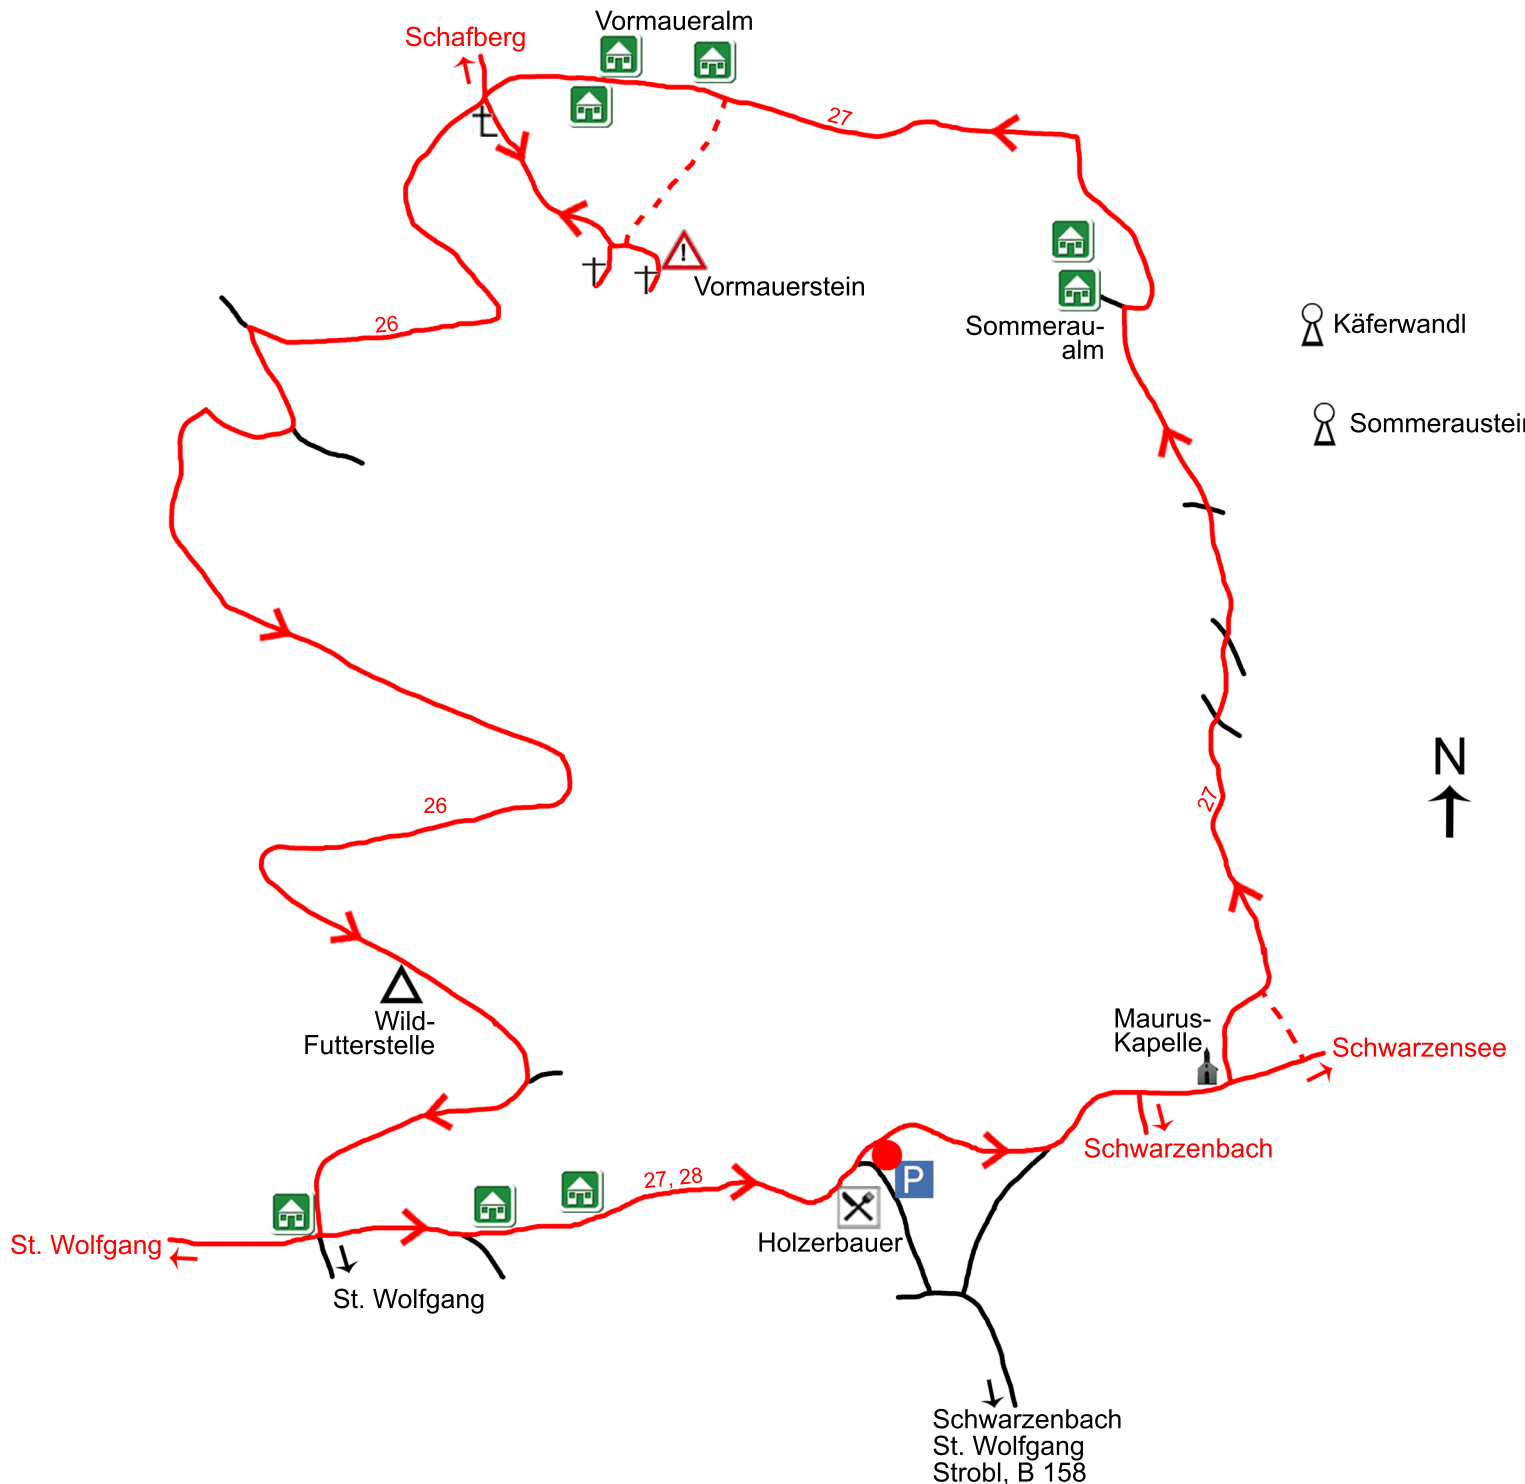 Vormaueralm
Schafberg
27
!
Vormauerstein
Sommerau-
alm
26
Käferwandl
Sommeraustein
N
27
26
Wild-
Futterstelle
Maurus-
Kapelle
Schwarzensee
Schwarzenbach
27, 28
P
Holzerbauer
St. Wolfgang
St. Wolfgang
Schwarzenbach
St. Wolfgang
Strobl, B 158